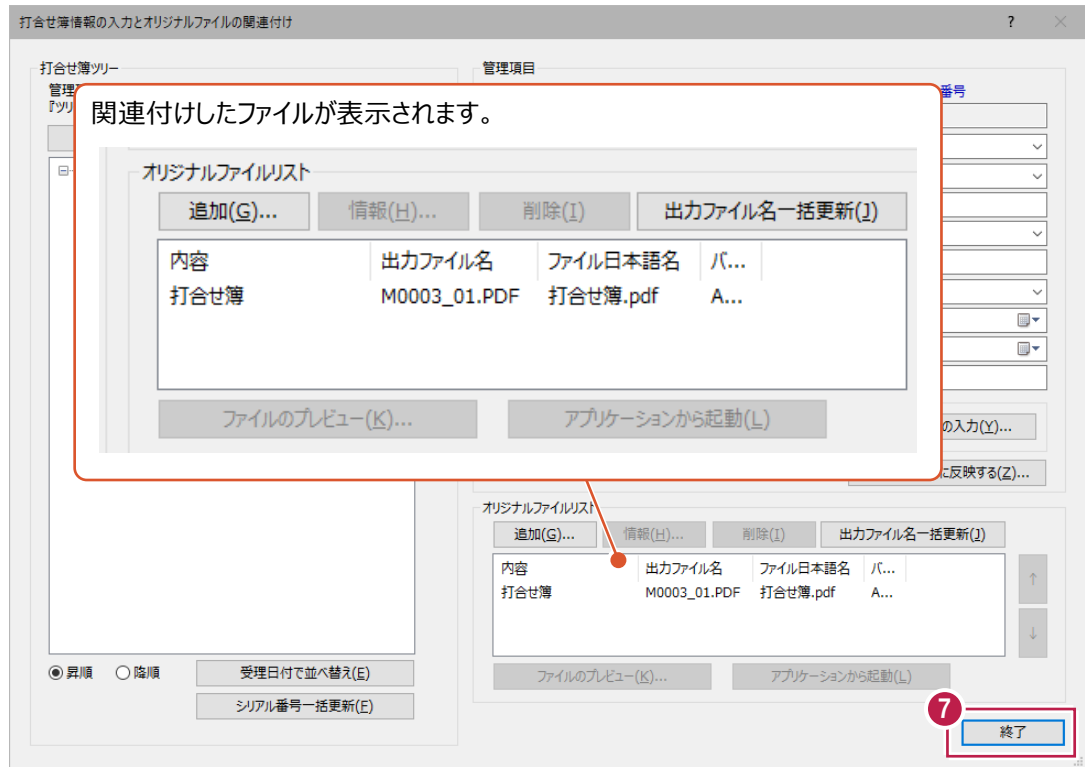 打合せ簿情報の入力とオリジナルファイルの関連付け
?
打合せ簿ツリー
管理項目
番号
関連付けしたファイルが表示されます。
オリジナルファイルリスト
追加(G)... 情報(H)... 削除(I) 出力ファイル名一括更新(J)
内容 出力ファイル名 ファイル日本語名 バ...
打合せ簿 M0003_01.PDF 打合せ簿.pdf A...
ファイルのプレビュー(K)... アプリケーションから起動(L)
の入力(Y)...
に反映する(Z)...
オリジナルファイルリスト
追加(G)... 情報(H)... 削除(I) 出力ファイル名一括更新(J)
内容 出力ファイル名 ファイル日本語名 バ...
打合せ簿 M0003_01.PDF 打合せ簿.pdf A...
↑
↓
ファイルのプレビュー(K)... アプリケーションから起動(L)
昇順 降順 受理日付で並べ替え(E)
シリアル番号一括更新(F)
7
終了